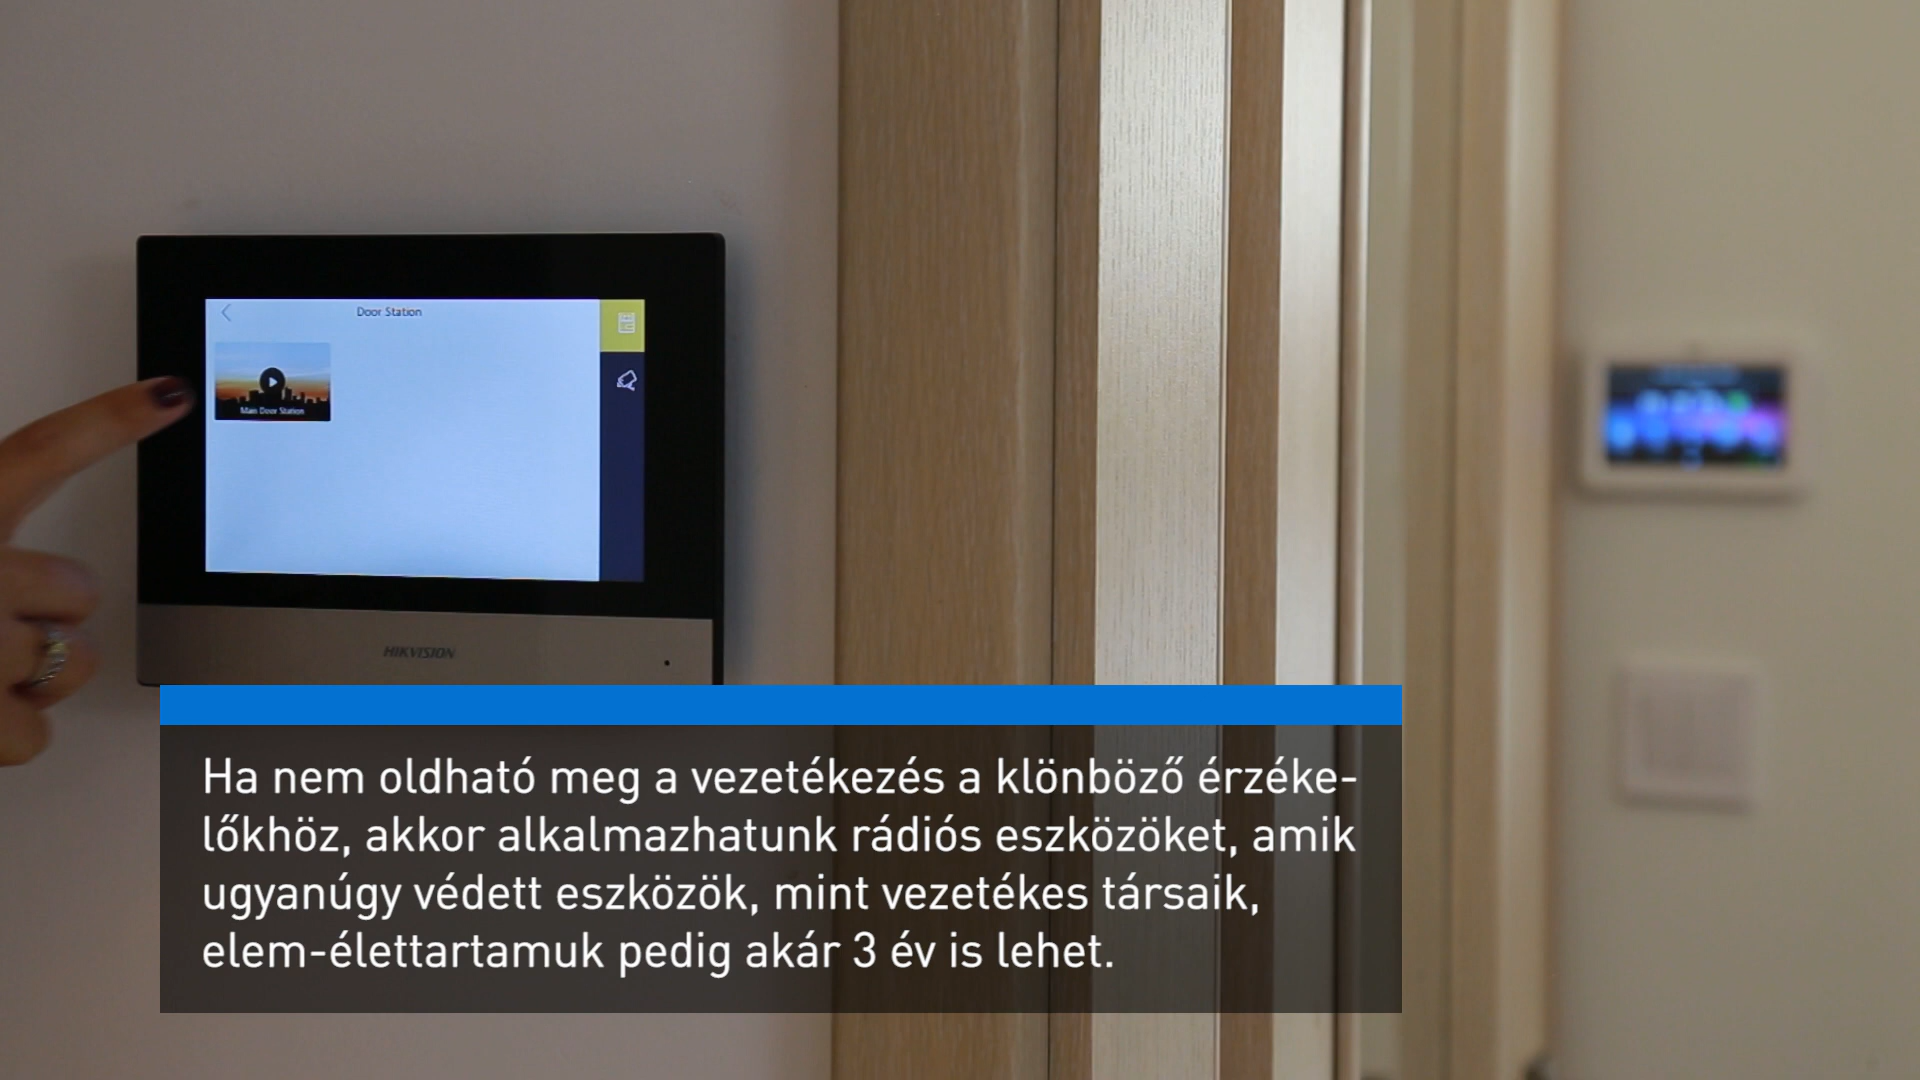 Door Station
Main Door Station
HIKVISION
Ha nem oldható meg a vezetékezés a klönböző érzéke-
lőkhöz, akkor alkalmazhatunk rádiós eszközöket, amik
ugyanúgy védett eszközök, mint vezetékes társaik,
elem-élettartamuk pedig akár 3 év is lehet.